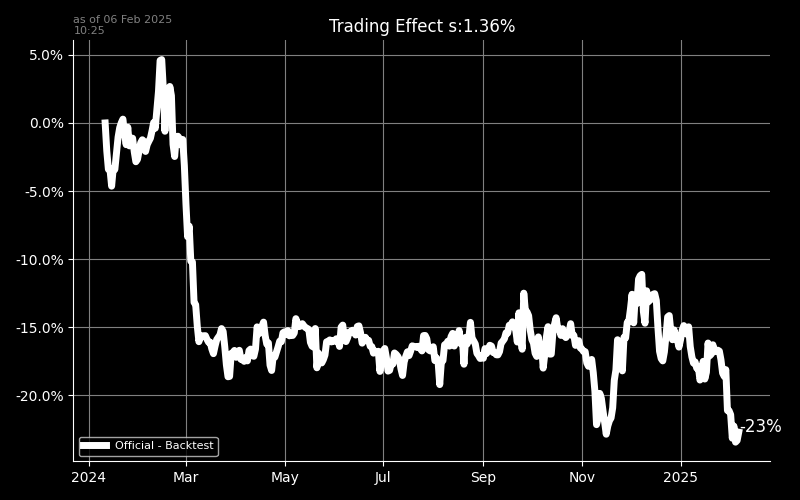 as of 06 Feb 2025
10:25
Trading Effect s:1.36%
5.0%
0.0%
-5.0%
-10.0%
-15.0%
-20.0%
-23%
Official - Backtest
2024 Mar May Jul Sep Nov 2025